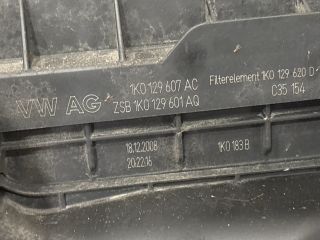 1K0 129 607 AC
Filterelement 1K0 129 620 D
VW AG
ZSB 1K0 129 601 AQ
C35 154
18.12.2008
1K0 183 B
20:22:16